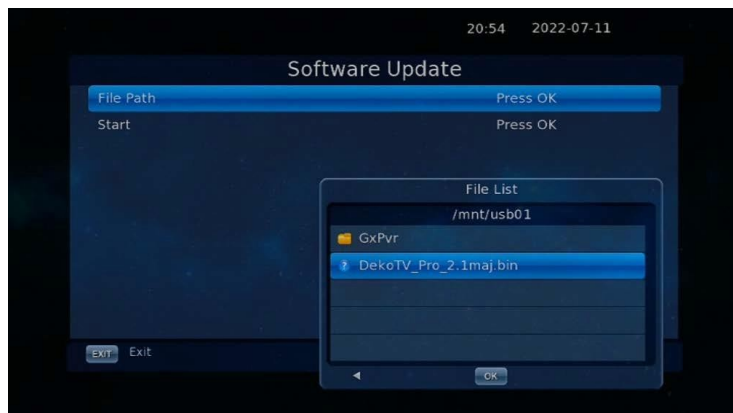 20:54 2022-07-11
Software Update
File Path Press OK
Start Press OK
File List
/mnt/usb01
GxPvr
DekoTV_Pro_2.1maj.bin
EXIT Exit
OK